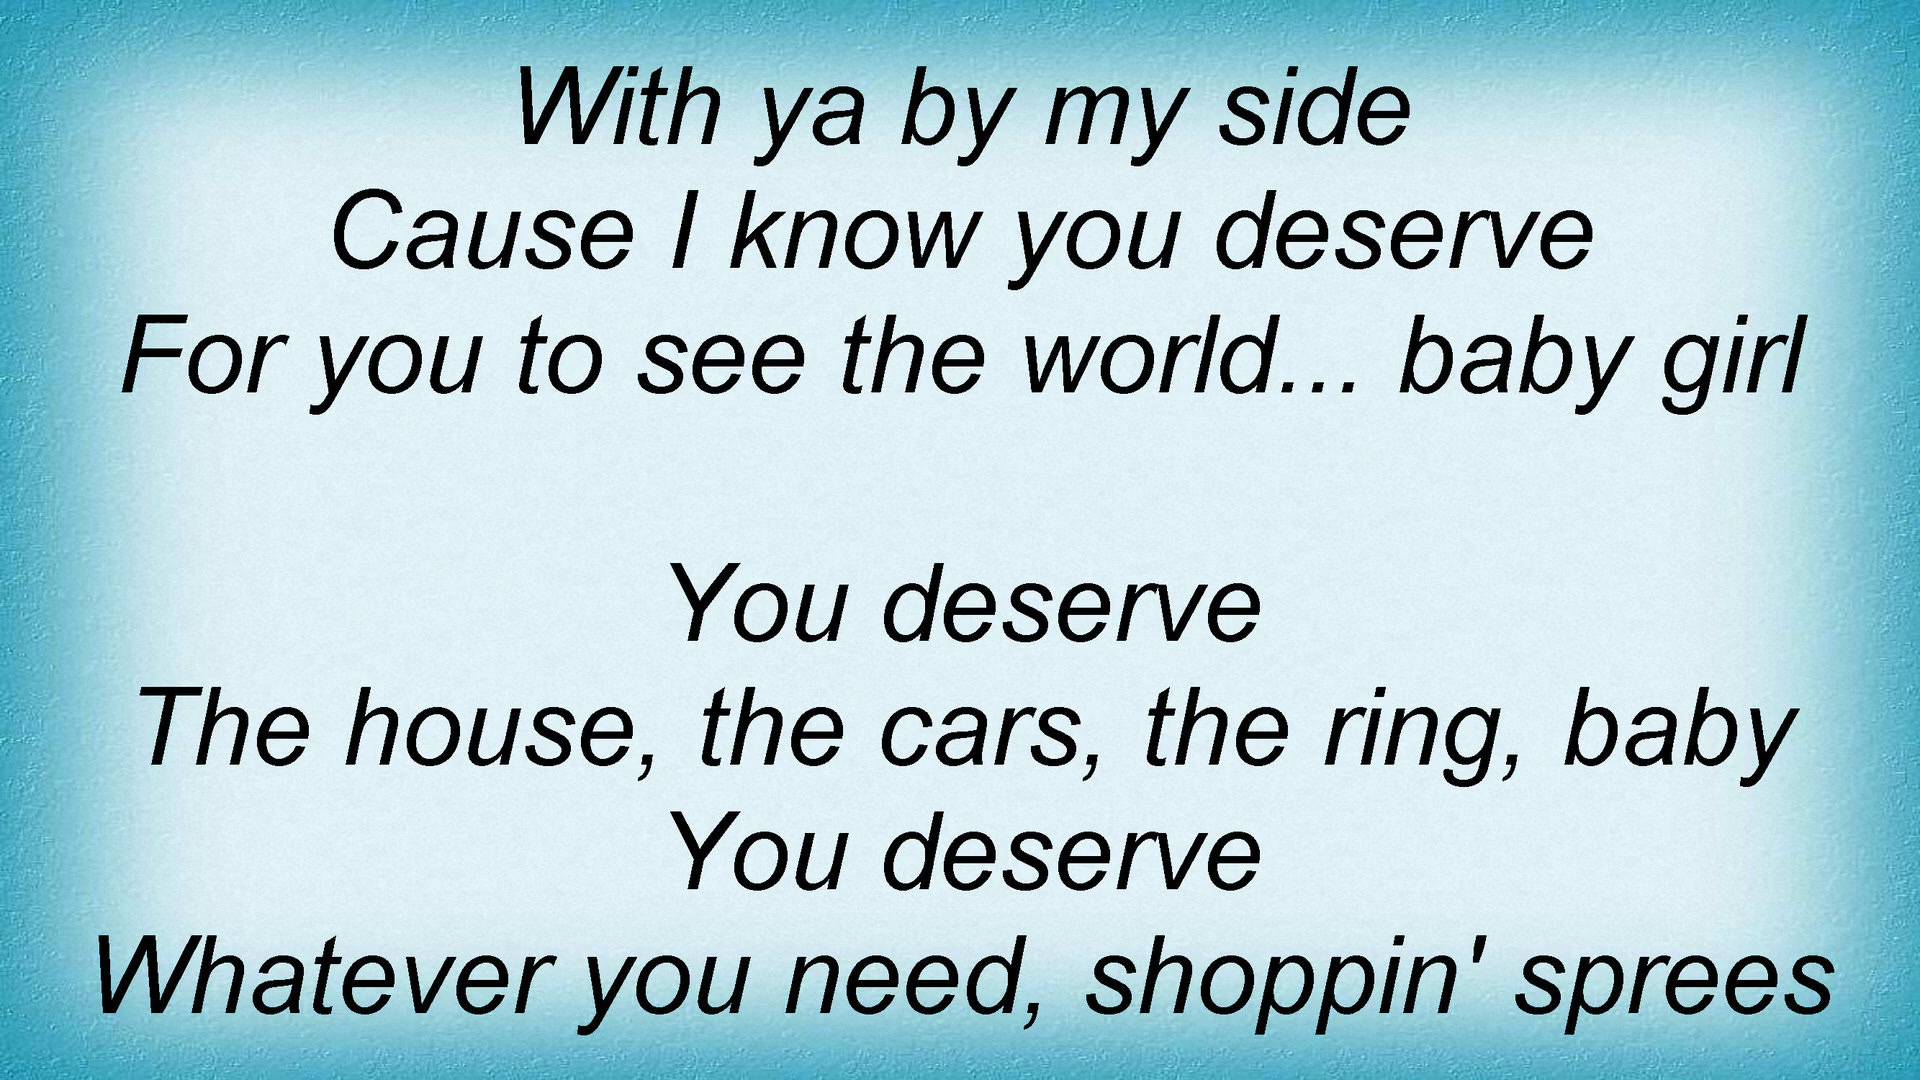 With ya by my side
Cause I know you deserve
For you to see the world... baby girl
You deserve
The house, the cars, the ring, baby
You deserve
Whatever you need, shoppin' sprees